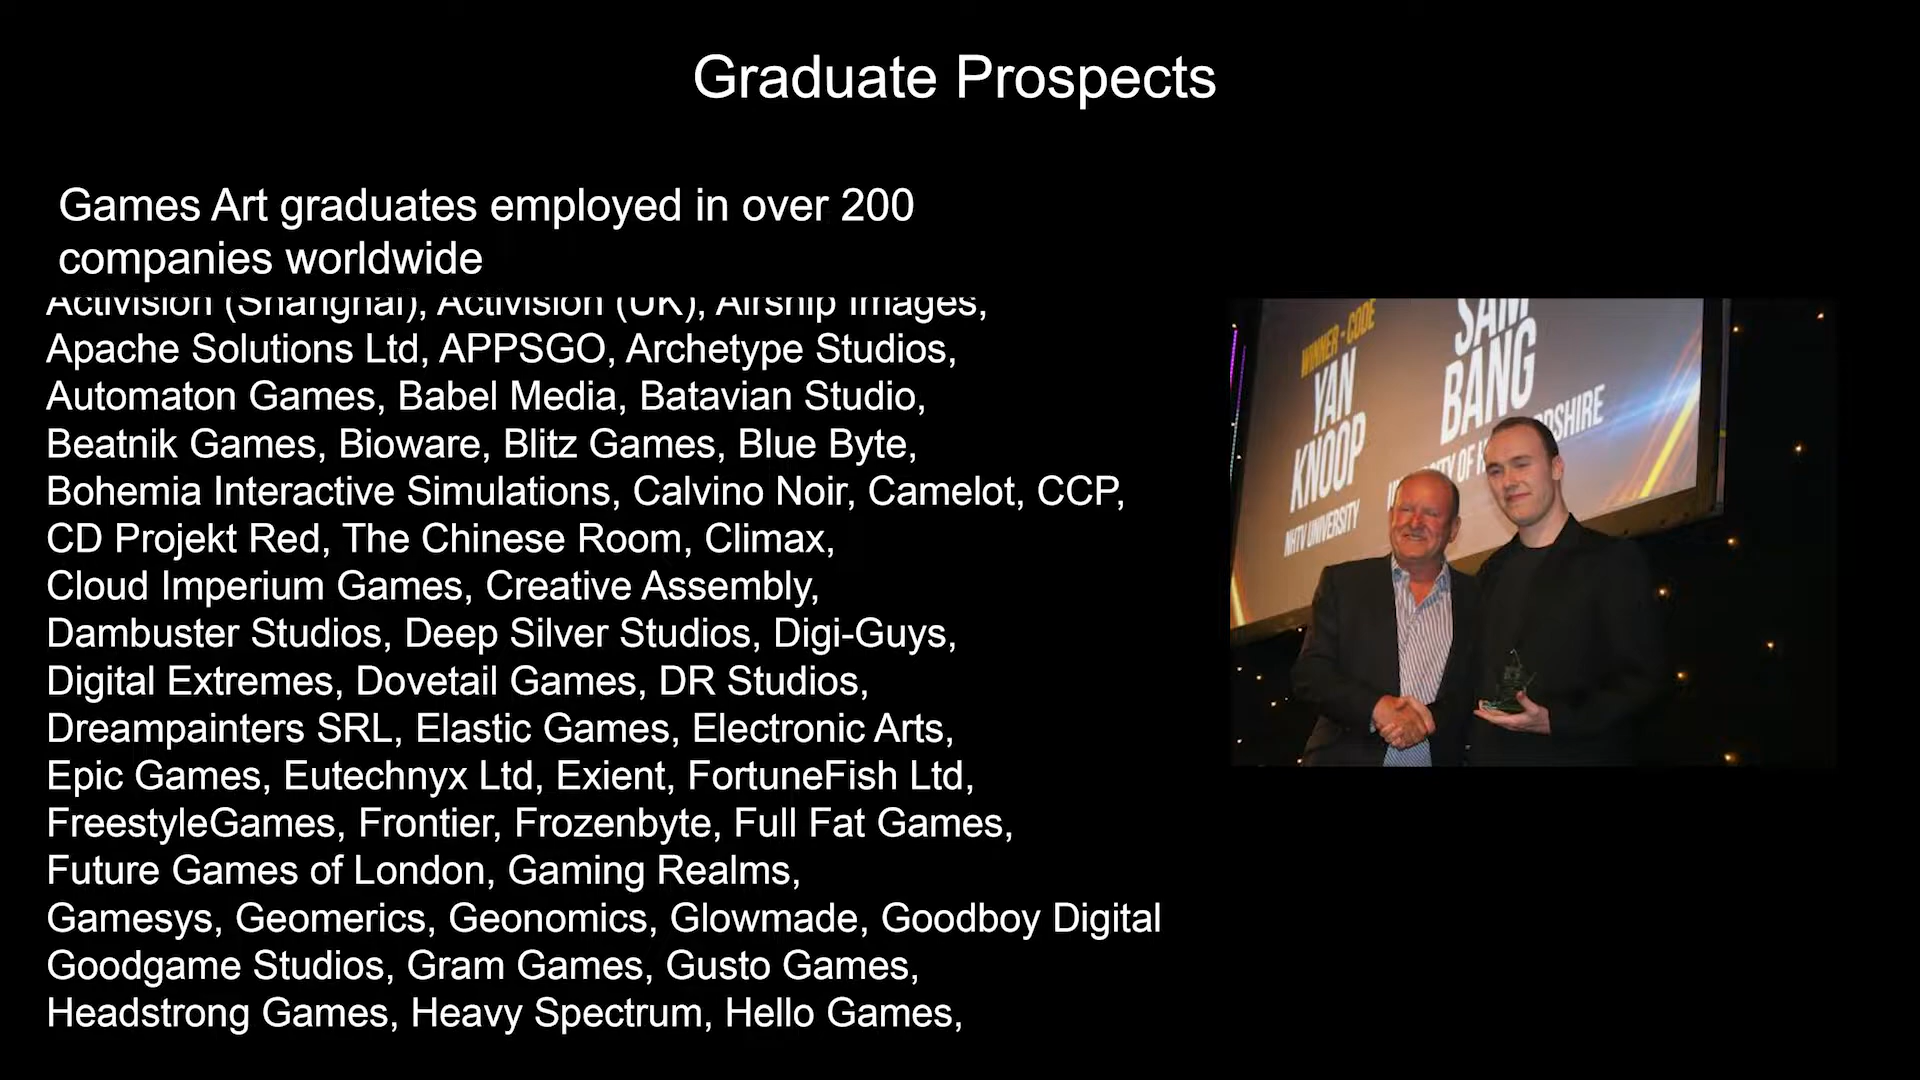 Graduate Prospects
Games Art graduates employed in over 200
companies worldwide
Activision (Shanghai), Activision (UK), Airship Images,
Apache Solutions Ltd, APPSGO, Archetype Studios,
Automaton Games, Babel Media, Batavian Studio,
Beatnik Games, Bioware, Blitz Games, Blue Byte,
Bohemia Interactive Simulations, Calvino Noir, Camelot, CCP,
CD Projekt Red, The Chinese Room, Climax,
Cloud Imperium Games, Creative Assembly,
Dambuster Studios, Deep Silver Studios, Digi-Guys,
Digital Extremes, Dovetail Games, DR Studios,
Dreampainters SRL, Elastic Games, Electronic Arts,
Epic Games, Eutechnyx Ltd, Exient, FortuneFish Ltd,
FreestyleGames, Frontier, Frozenbyte, Full Fat Games,
Future Games of London, Gaming Realms,
Gamesys, Geomerics, Geonomics, Glowmade, Goodboy Digital
Goodgame Studios, Gram Games, Gusto Games,
Headstrong Games, Heavy Spectrum, Hello Games,
WINNER - CODE
YAN
KNOOP
NHTV UNIVERSITY
SAM
BANG
OF